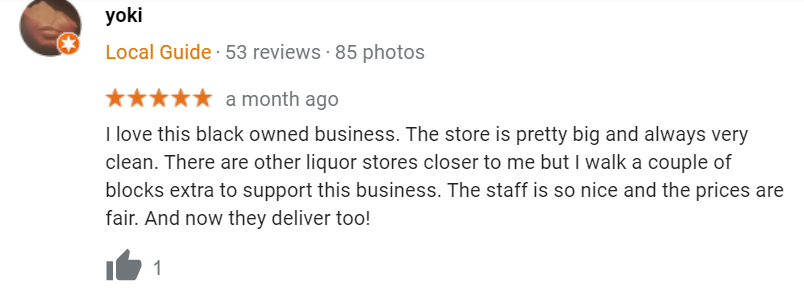 yoki
Local Guide · 53 reviews · 85 photos
a month ago
I love this black owned business. The store is pretty big and always very
clean. There are other liquor stores closer to me but I walk a couple of
blocks extra to support this business. The staff is so nice and the prices are
fair. And now they deliver too!
1